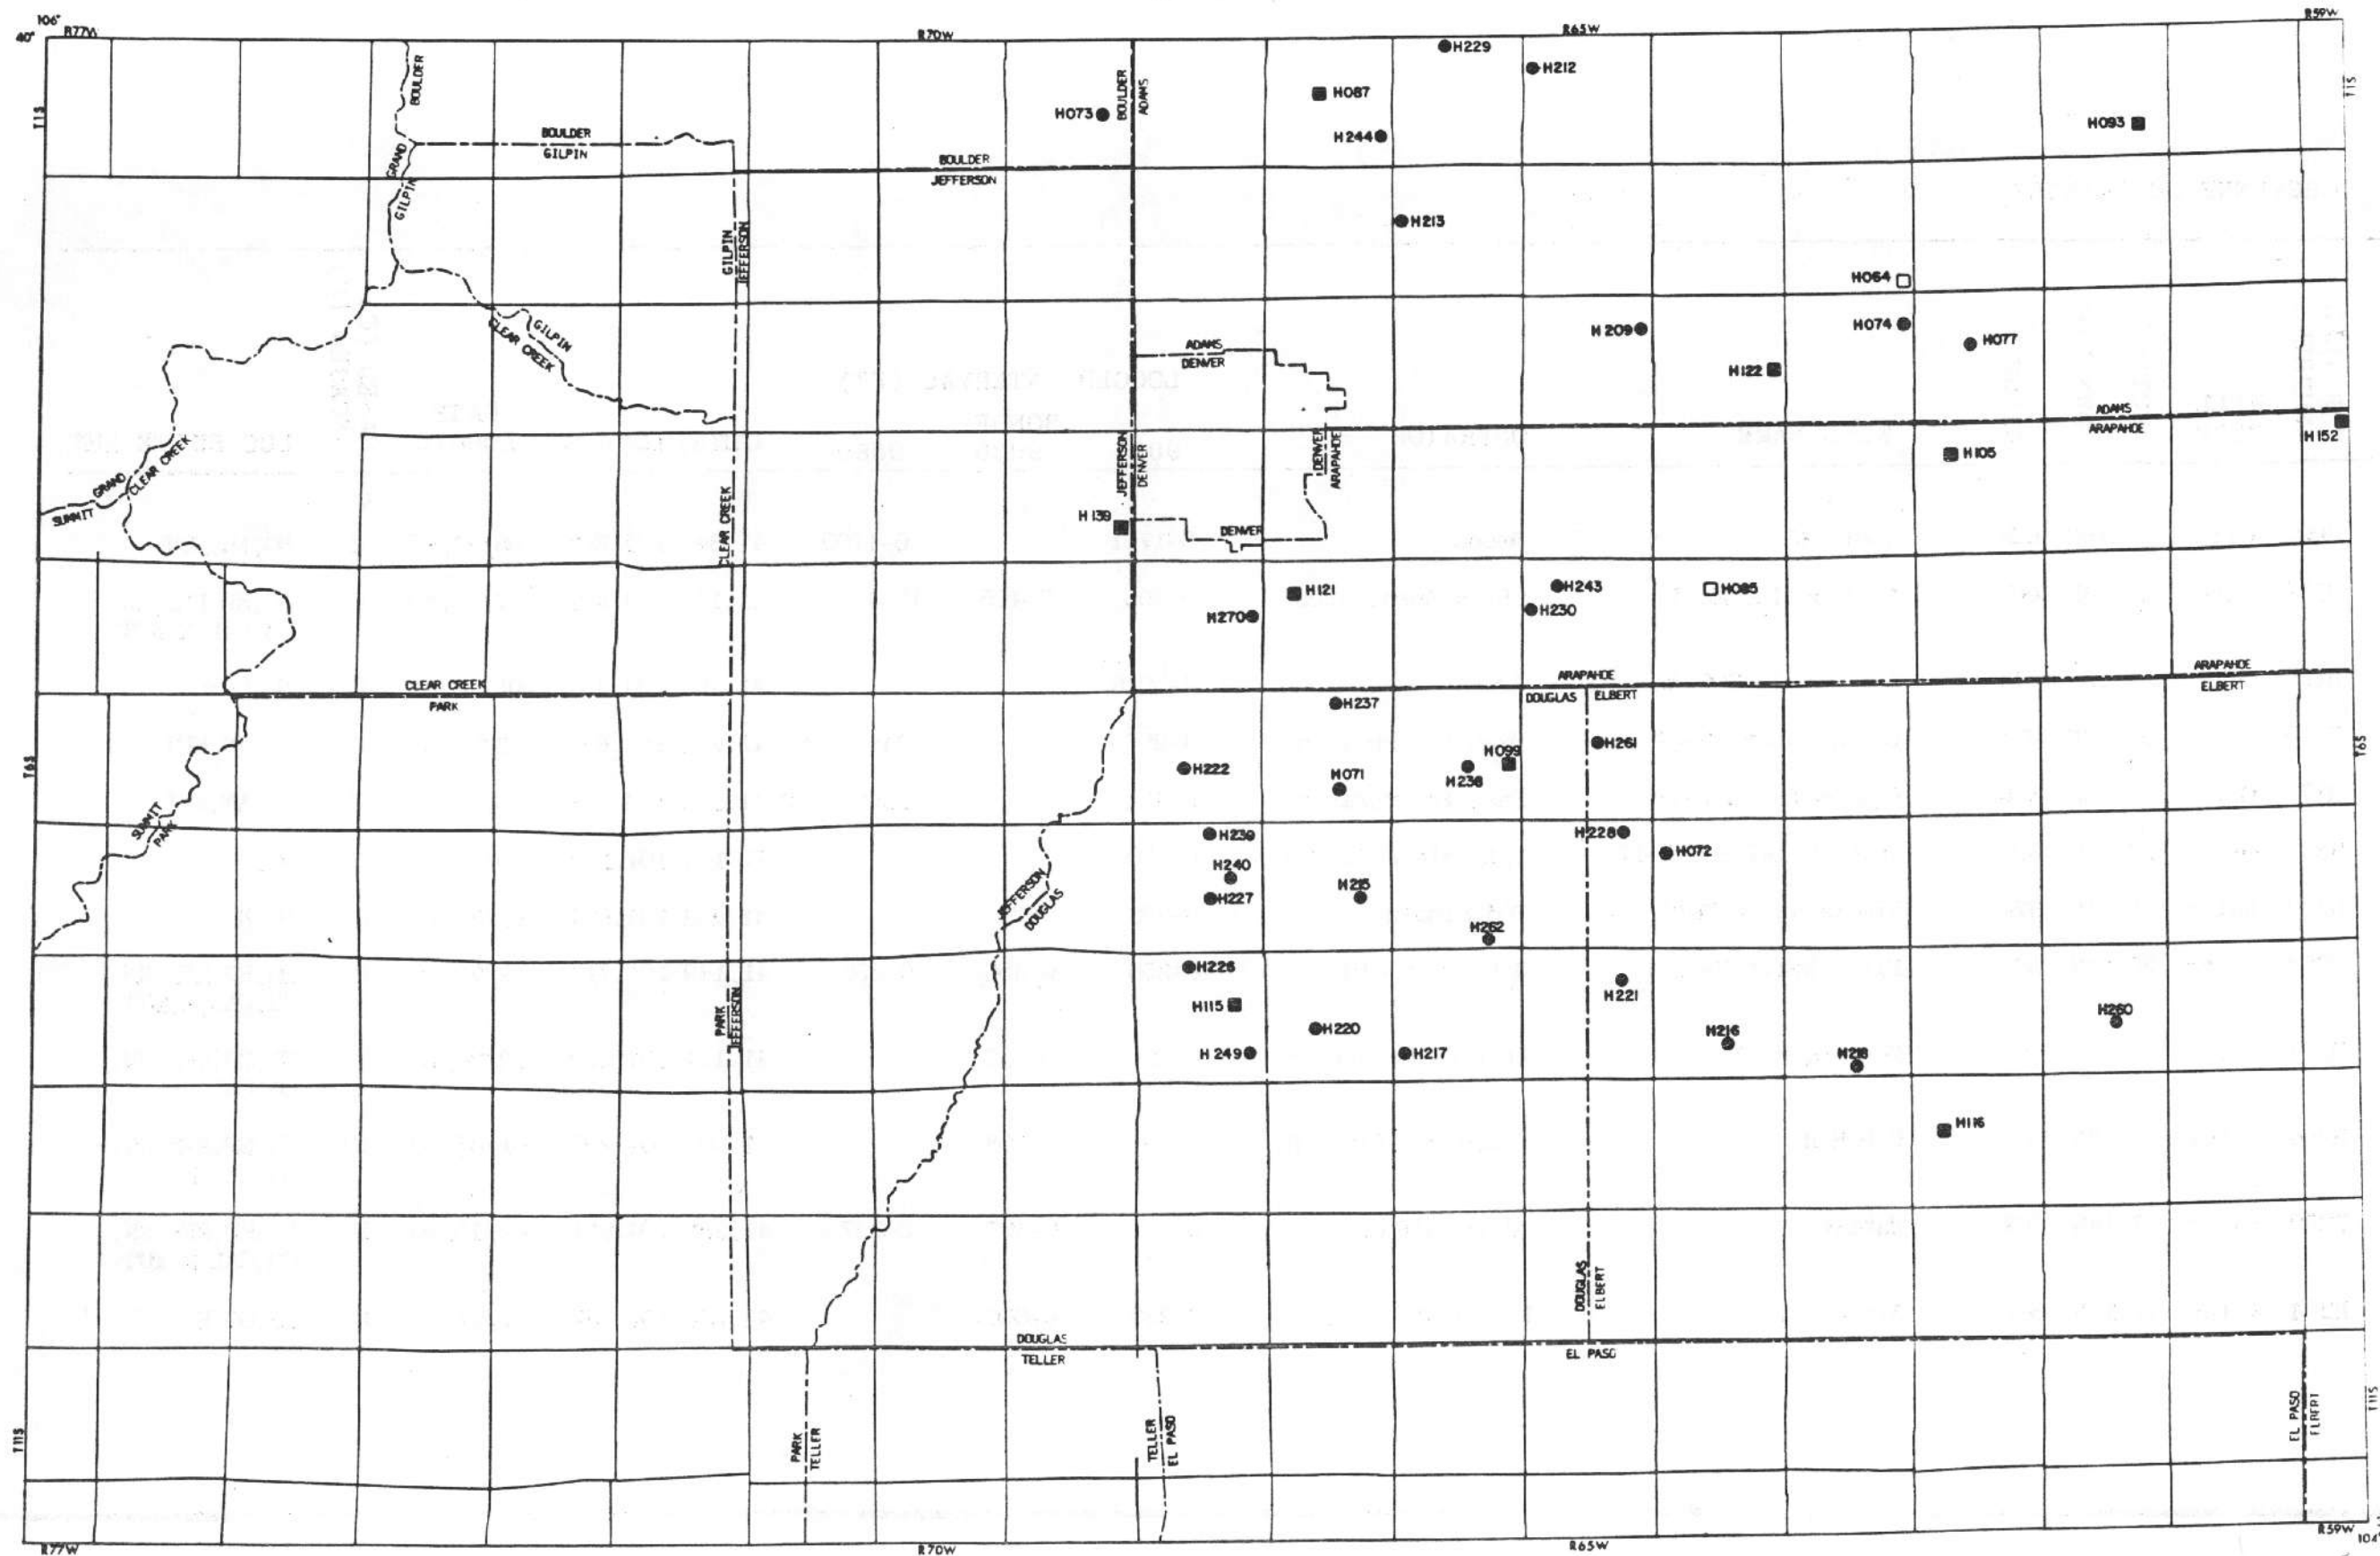 106°
40°
R77W
R70W
R65W
R59W
T1S
T1S
BOULDER
GRAND
GILPIN
BOULDER
GILPIN
BOULDER
JEFFERSON
BOULDER
ADAMS
H229
H212
H087
H073
H244
H093
H213
GILPIN
JEFFERSON
H064
H074
H077
H209
H122
GILPIN
CLEAR CREEK
ADAMS
DENVER
ADAMS
ARAPAHOE
H152
H105
GRAND
CLEAR CREEK
SUMMIT
CLEAR CREEK
JEFFERSON
DENVER
DENVER
ARAPAHOE
H139
DENVER
H121
H270
H243
H230
H085
CLEAR CREEK
PARK
ARAPAHOE
DOUGLAS
ELBERT
ARAPAHOE
ELBERT
T6S
T6S
H237
H261
H222
H071
H238
H099
SUMMIT
PARK
H239
H228
H072
H240
H227
H215
JEFFERSON
DOUGLAS
H262
H226
H221
H115
H220
H249
H217
H216
H218
H260
PARK
JEFFERSON
H116
DOUGLAS
ELBERT
DOUGLAS
TELLER
EL PASO
PARK
TELLER
TELLER
EL PASO
EL PASO
ELBERT
T11S
T11S
R77W
R70W
R65W
R59W
104°